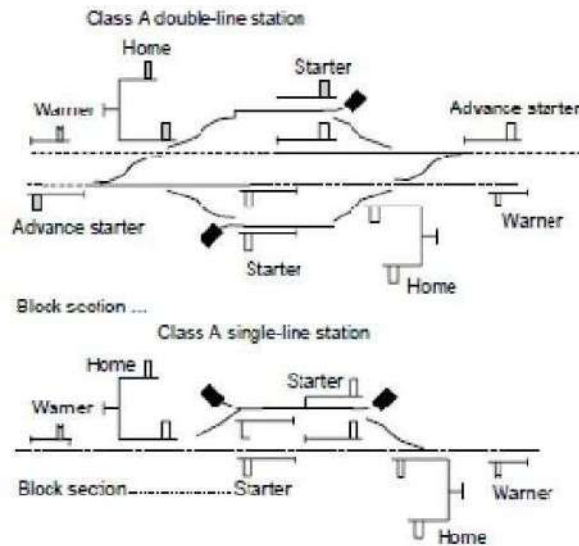 Class A double-line station
Home
Starter
Warner
Advance starter
Advance starter
Warner
Starter
Home
Block section ...
Class A single-line station
Home
Starter
Warner
Block section............Starter
Warner
Home